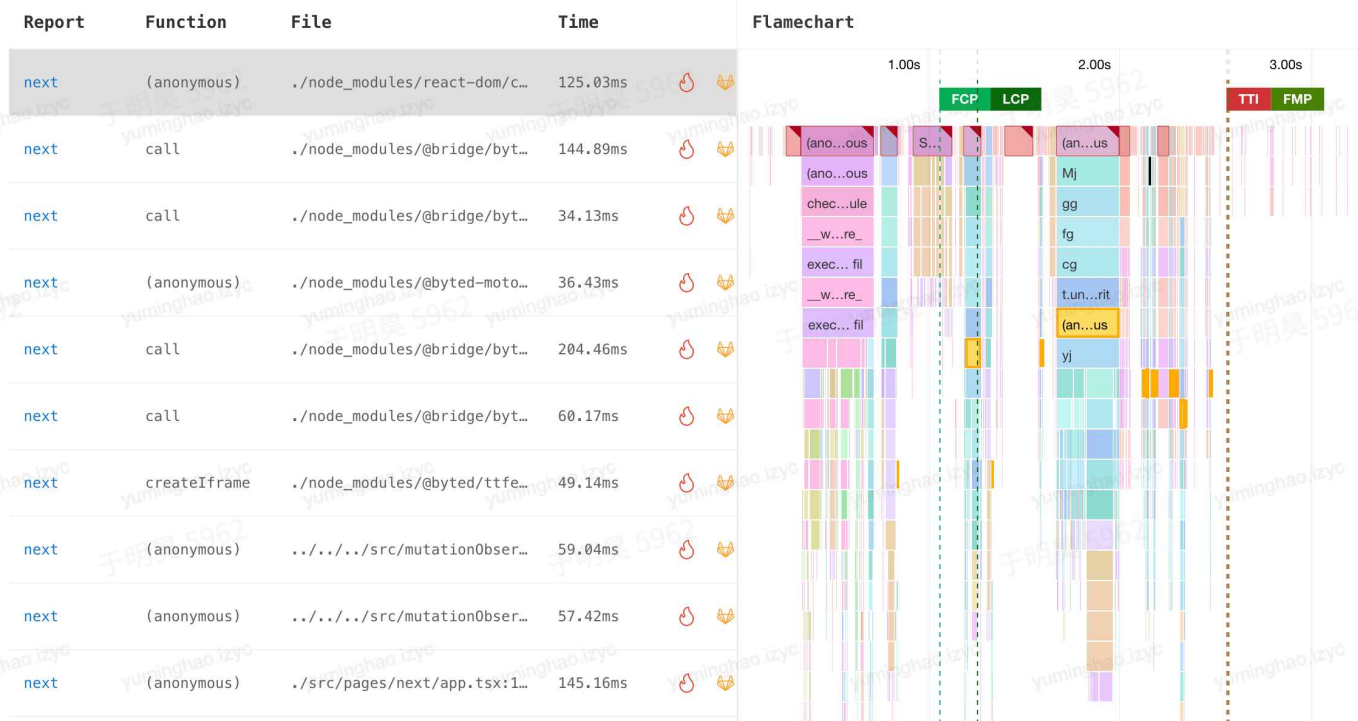 Report Function File Time
next (anonymous) ./node_modules/react-dom/c… 125.03ms
next call ./node_modules/@bridge/byt… 144.89ms
next call ./node_modules/@bridge/byt… 34.13ms
next (anonymous) ./node_modules/@byted-moto… 36.43ms
next call ./node_modules/@bridge/byt… 204.46ms
next call ./node_modules/@bridge/byt… 60.17ms
next createIframe ./node_modules/@byted/ttfe… 49.14ms
next (anonymous) ../../../src/mutationObser… 59.04ms
next (anonymous) ../../../src/mutationObser… 57.42ms
next (anonymous) ./src/pages/next/app.tsx:1… 145.16ms
Flamechart
1.00s 2.00s 3.00s
FCP LCP TTI FMP
(ano…ous S… (an…us
(ano…ous Mj
chec…ule gg
__w…re_ fg
exec… fil cg
__w…re_ t.un…rit
exec… fil (an…us
yj
于明昊 5962
yuminghao.izyc